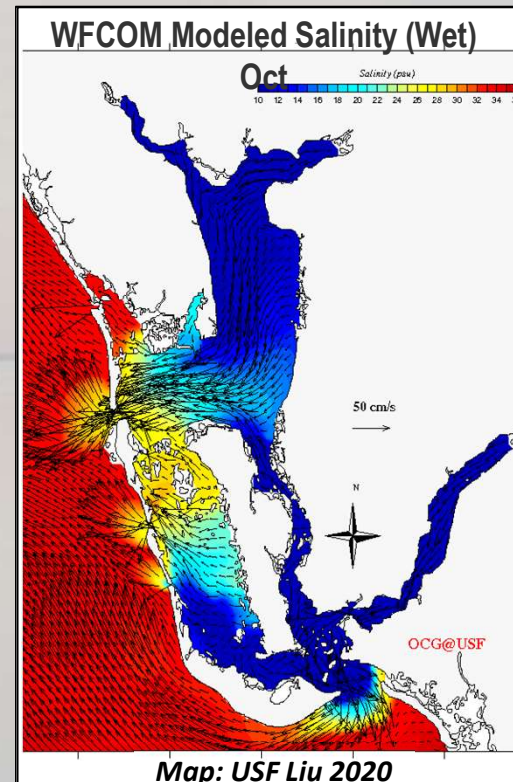 WFCOM Modeled Salinity (Wet)
Oct
Salinity (psu)
10 12 14 16 18 20 22 24 26 28 30 32 34
50 cm/s
N
OCG@USF
Map: USF Liu 2020